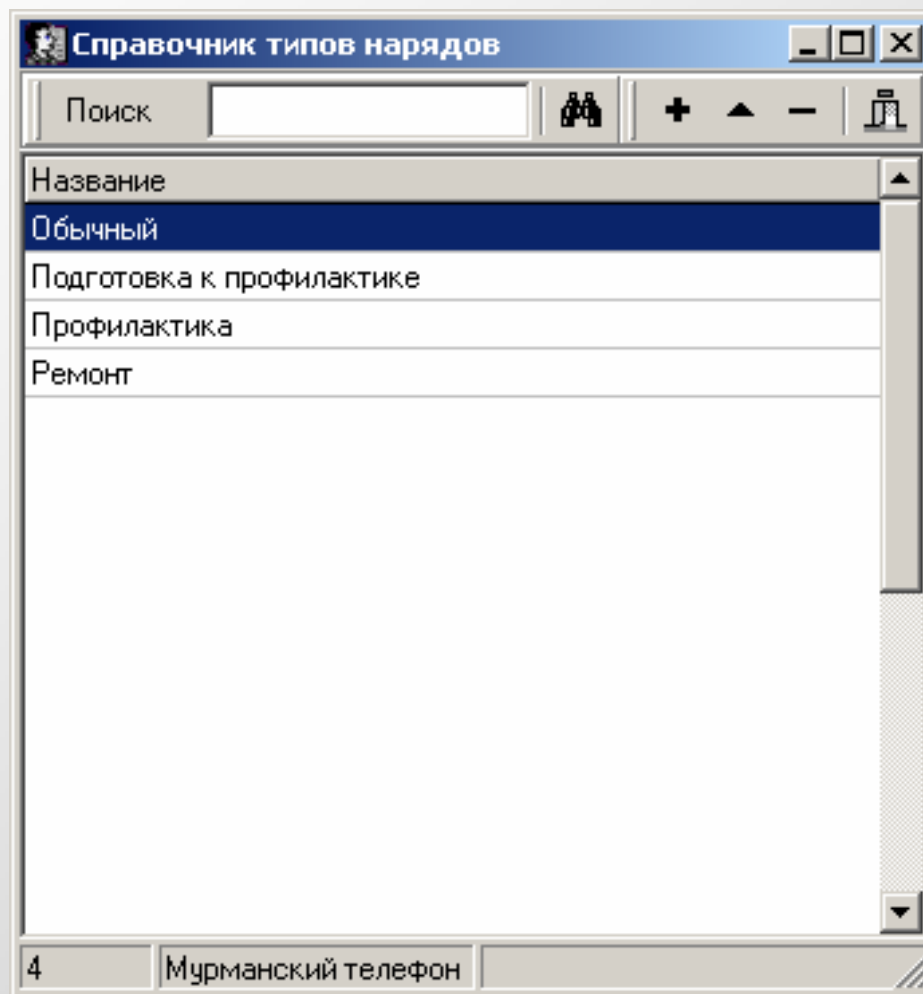 Справочник типов нарядов
Поиск
Название
Обычный
Подготовка к профилактике
Профилактика
Ремонт
4 Мурманский телефон